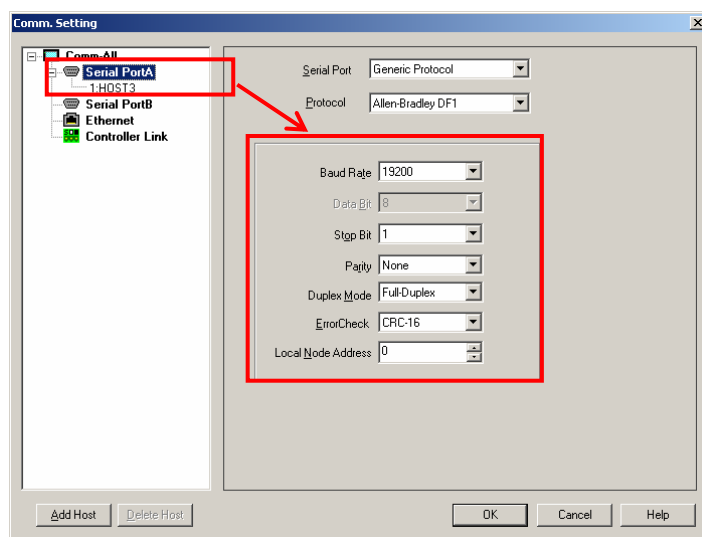 Comm. Setting
Comm-All
Serial PortA
1:HOST3
Serial PortB
Ethernet
Controller Link
Serial Port Generic Protocol
Protocol Allen-Bradley DF1
Baud Rate 19200
Data Bit 8
Stop Bit 1
Parity None
Duplex Mode Full-Duplex
ErrorCheck CRC-16
Local Node Address 0
Add Host Delete Host OK Cancel Help